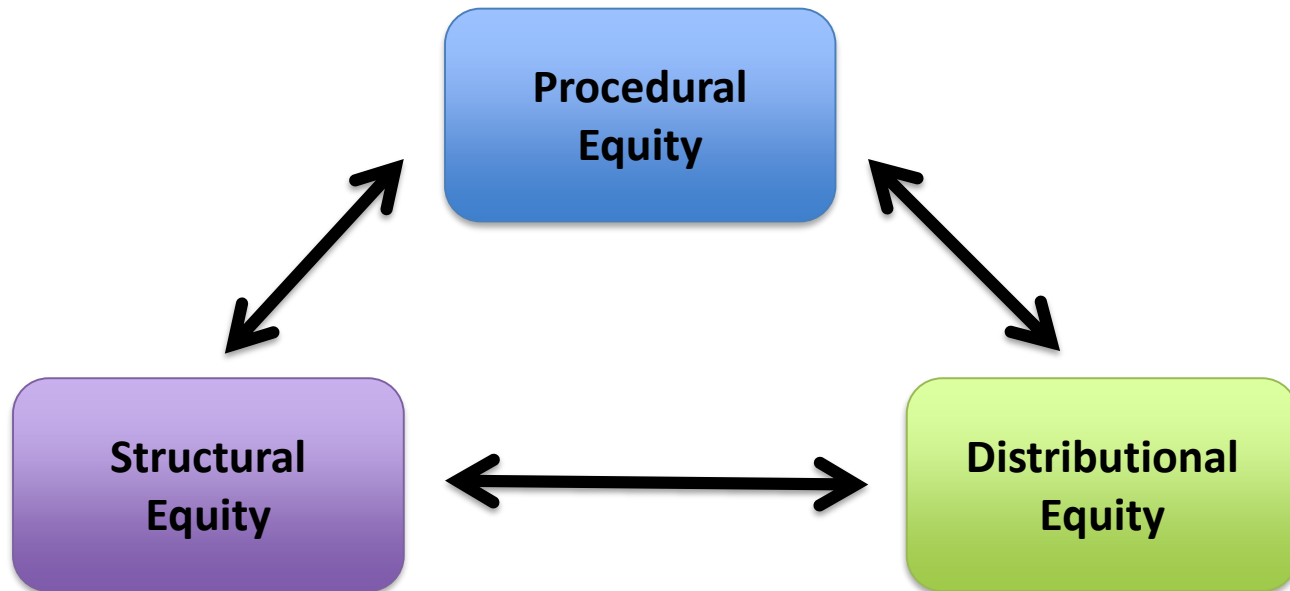 Procedural
Equity
Structural
Equity
Distributional
Equity